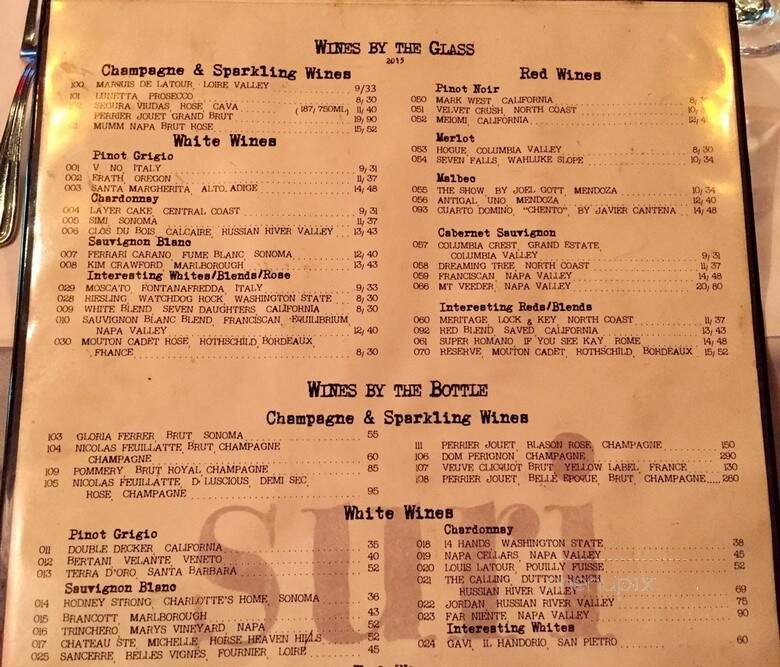 WINES BY THE GLASS
2015
Champagne & Sparkling Wines
100 MARQUIS DE LATOUR LOIRE VALLEY 9/33
101 LUNETTA PROSECCO 8/30
SEGURA VIUDAS ROSE CAVA (187/750ML) 11/40
PERRIER JOUET GRAND BRUT 19/90
MUMM NAPA BRUT ROSE 15/52
White Wines
Pinot Grigio
001 V NO, ITALY 9/31
002 ERATH, OREGON 11/37
003 SANTA MARGHERITA, ALTO ADIGE 14/48
Chardonnay
004 LAYER CAKE, CENTRAL COAST 9/31
005 SIMI, SONOMA 11/37
006 CLOS DU BOIS, CALCAIRE, RUSSIAN RIVER VALLEY 13/43
Sauvignon Blanc
007 FERRARI CARANO, FUME BLANC, SONOMA 12/40
008 KIM CRAWFORD, MARLBOROUGH 13/43
Interesting Whites/Blends/Rose
029 MOSCATO, FONTANAFREDDA, ITALY 9/33
028 RIESLING, WATCHDOG ROCK, WASHINGTON STATE 8/30
009 WHITE BLEND, SEVEN DAUGHTERS, CALIFORNIA 8/30
010 SAUVIGNON BLANC BLEND, FRANCISCAN, EQUILIBRIUM,
NAPA VALLEY 12/40
030 MOUTON CADET ROSE, ROTHSCHILD, BORDEAUX,
FRANCE 8/30
Red Wines
Pinot Noir
050 MARK WEST, CALIFORNIA 8/
051 VELVET CRUSH, NORTH COAST 10/
052 MEIOMI, CALIFORNIA 12/4
Merlot
053 HOGUE, COLUMBIA VALLEY 8/30
054 SEVEN FALLS, WAHLUKE SLOPE 10/34
Malbec
055 THE SHOW BY JOEL GOTT, MENDOZA 10/34
056 ANTIGAL, UNO, MENDOZA 12/40
093 CUARTO DOMINO, "CHENTO", BY JAVIER CANTENA 14/48
Cabernet Sauvignon
057 COLUMBIA CREST, GRAND ESTATE,
COLUMBIA VALLEY 9/31
058 DREAMING TREE, NORTH COAST 11/37
059 FRANCISCAN, NAPA VALLEY 14/48
066 MT VEEDER, NAPA VALLEY 20/80
Interesting Reds/Blends
060 MERITAGE, LOCK & KEY, NORTH COAST 11/37
092 RED BLEND, SAVED, CALIFORNIA 13/43
061 SUPER ROMANO, IF YOU SEE KAY, ROME 14/48
070 RESERVE, MOUTON CADET, ROTHSCHILD, BORDEAUX 15/52
WINES BY THE BOTTLE
Champagne & Sparkling Wines
103 GLORIA FERRER, BRUT, SONOMA 55
104 NICOLAS FEUILLATTE, BRUT, CHAMPAGNE,
CHAMPAGNE 60
109 POMMERY, BRUT ROYAL, CHAMPAGNE 85
105 NICOLAS FEUILLATTE, D'LUSCIOUS, DEMI SEC,
ROSE, CHAMPAGNE 95
111 PERRIER JOUET, BLASON ROSE, CHAMPAGNE 150
106 DOM PERIGNON, CHAMPAGNE 290
107 VEUVE CLICQUOT BRUT, YELLOW LABEL, FRANCE 130
108 PERRIER JOUET, BELLE EPOQUE, BRUT, CHAMPAGNE 260
White Wines
Pinot Grigio
011 DOUBLE DECKER, CALIFORNIA 35
012 BERTANI, VELANTE, VENETO 40
013 TERRA D'ORO, SANTA BARBARA 52
Sauvignon Blanc
014 RODNEY STRONG, CHARLOTTE'S HOME, SONOMA 36
015 BRANCOTT, MARLBOROUGH 43
016 TRINCHERO, MARYS VINEYARD, NAPA 52
017 CHATEAU STE. MICHELLE, HORSE HEAVEN HILLS 52
025 SANCERRE, BELLES VIGNES, FOURNIER, LOIRE 45
Chardonnay
018 14 HANDS, WASHINGTON STATE 38
019 NAPA CELLARS, NAPA VALLEY 45
020 LOUIS LATOUR, POUILLY FUISSE 52
021 THE CALLING, DUTTON RANCH,
RUSSIAN RIVER VALLEY 69
022 JORDAN, RUSSIAN RIVER VALLEY 75
023 FAR NIENTE, NAPA VALLEY 90
Interesting Whites
024 GAVI, IL HANDORIO, SAN PIETRO 60
suri